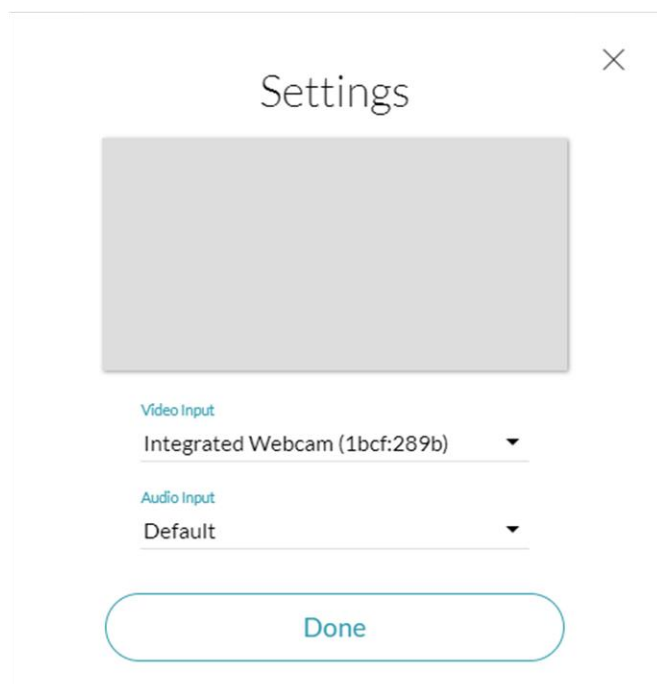 Settings
Video Input
Integrated Webcam (1bcf:289b)
Audio Input
Default
Done